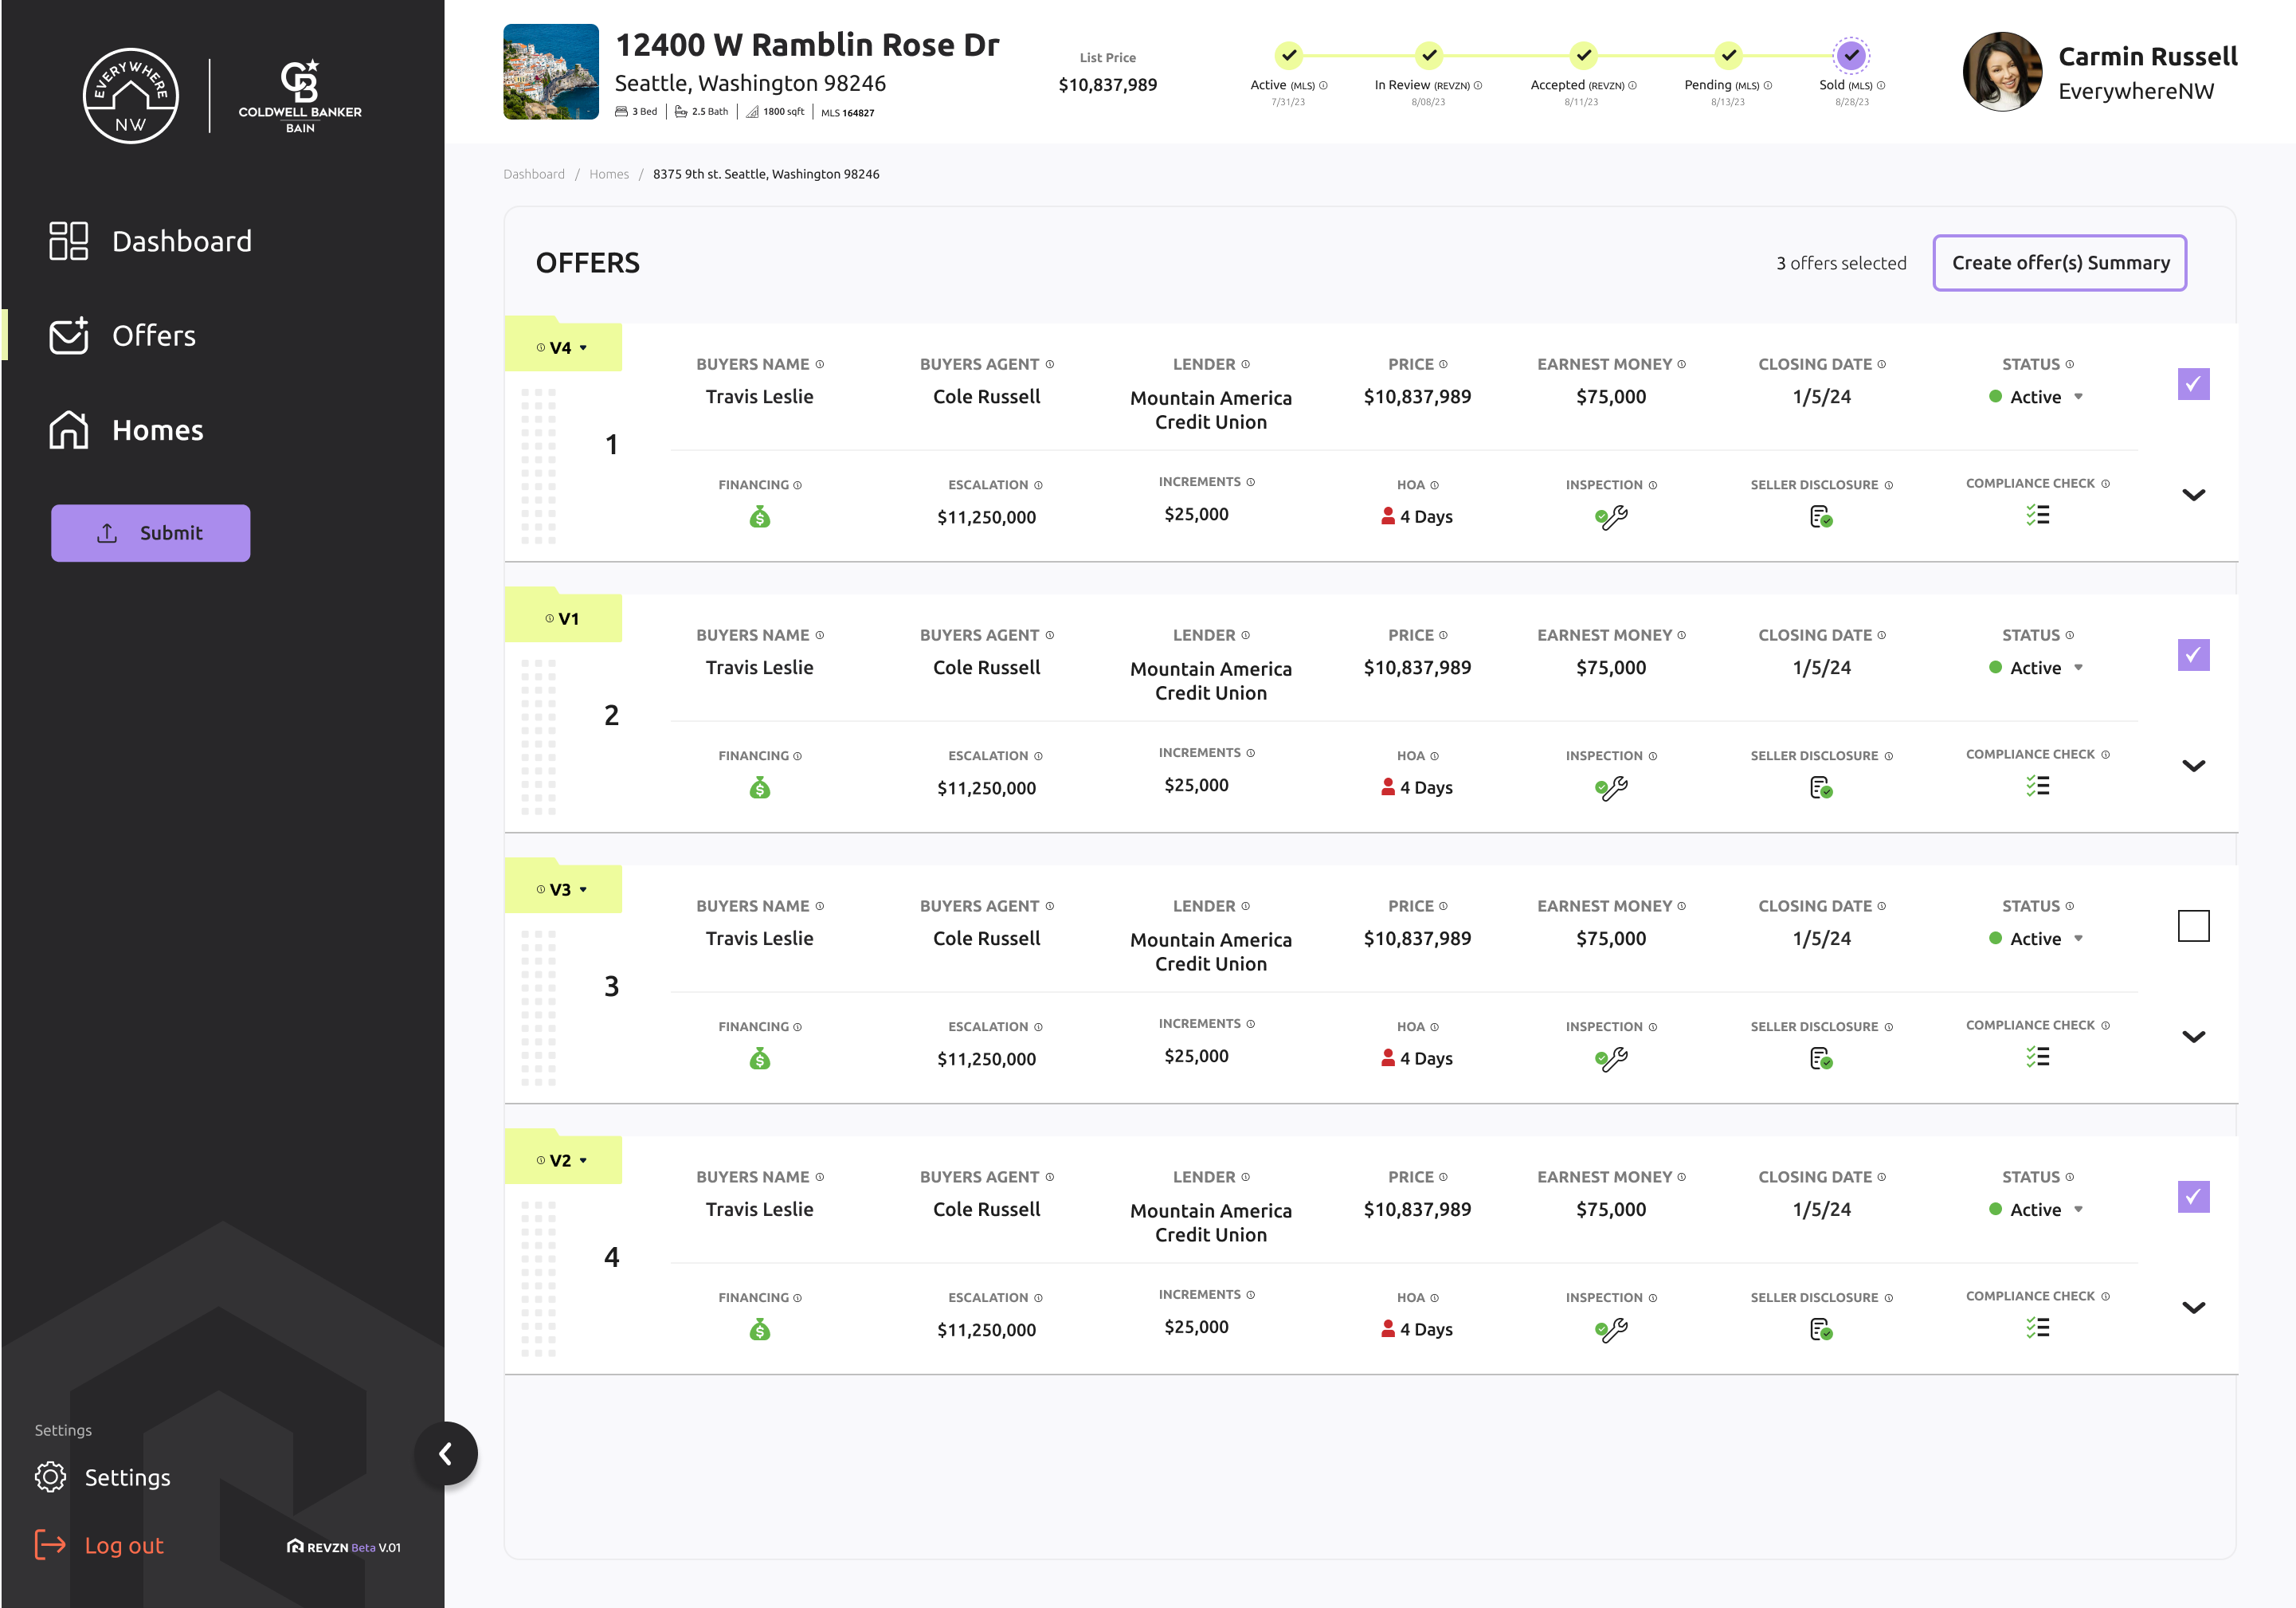 EVERYWHERE
NW
CB
COLDWELL BANKER
BAIN
Dashboard
Offers
Homes
Submit
Settings
Settings
Log out
REVZN Beta V.01
12400 W Ramblin Rose Dr
Seattle, Washington 98246
3 Bed 2.5 Bath 1800 sqft MLS 164827
List Price
$10,837,989
Active (MLS) In Review (REVZN) Accepted (REVZN) Pending (MLS) Sold (MLS)
7/31/23 8/08/23 8/11/23 8/13/23 8/28/23
Carmin Russell
EverywhereNW
Dashboard / Homes / 8375 9th st. Seattle, Washington 98246
OFFERS
3 offers selected
Create offer(s) Summary
V4
1
BUYERS NAME BUYERS AGENT LENDER PRICE EARNEST MONEY CLOSING DATE STATUS
Travis Leslie Cole Russell Mountain America $10,837,989 $75,000 1/5/24 Active
Credit Union
FINANCING ESCALATION INCREMENTS HOA INSPECTION SELLER DISCLOSURE COMPLIANCE CHECK
$11,250,000 $25,000 4 Days
V1
2
BUYERS NAME BUYERS AGENT LENDER PRICE EARNEST MONEY CLOSING DATE STATUS
Travis Leslie Cole Russell Mountain America $10,837,989 $75,000 1/5/24 Active
Credit Union
FINANCING ESCALATION INCREMENTS HOA INSPECTION SELLER DISCLOSURE COMPLIANCE CHECK
$11,250,000 $25,000 4 Days
V3
3
BUYERS NAME BUYERS AGENT LENDER PRICE EARNEST MONEY CLOSING DATE STATUS
Travis Leslie Cole Russell Mountain America $10,837,989 $75,000 1/5/24 Active
Credit Union
FINANCING ESCALATION INCREMENTS HOA INSPECTION SELLER DISCLOSURE COMPLIANCE CHECK
$11,250,000 $25,000 4 Days
V2
4
BUYERS NAME BUYERS AGENT LENDER PRICE EARNEST MONEY CLOSING DATE STATUS
Travis Leslie Cole Russell Mountain America $10,837,989 $75,000 1/5/24 Active
Credit Union
FINANCING ESCALATION INCREMENTS HOA INSPECTION SELLER DISCLOSURE COMPLIANCE CHECK
$11,250,000 $25,000 4 Days